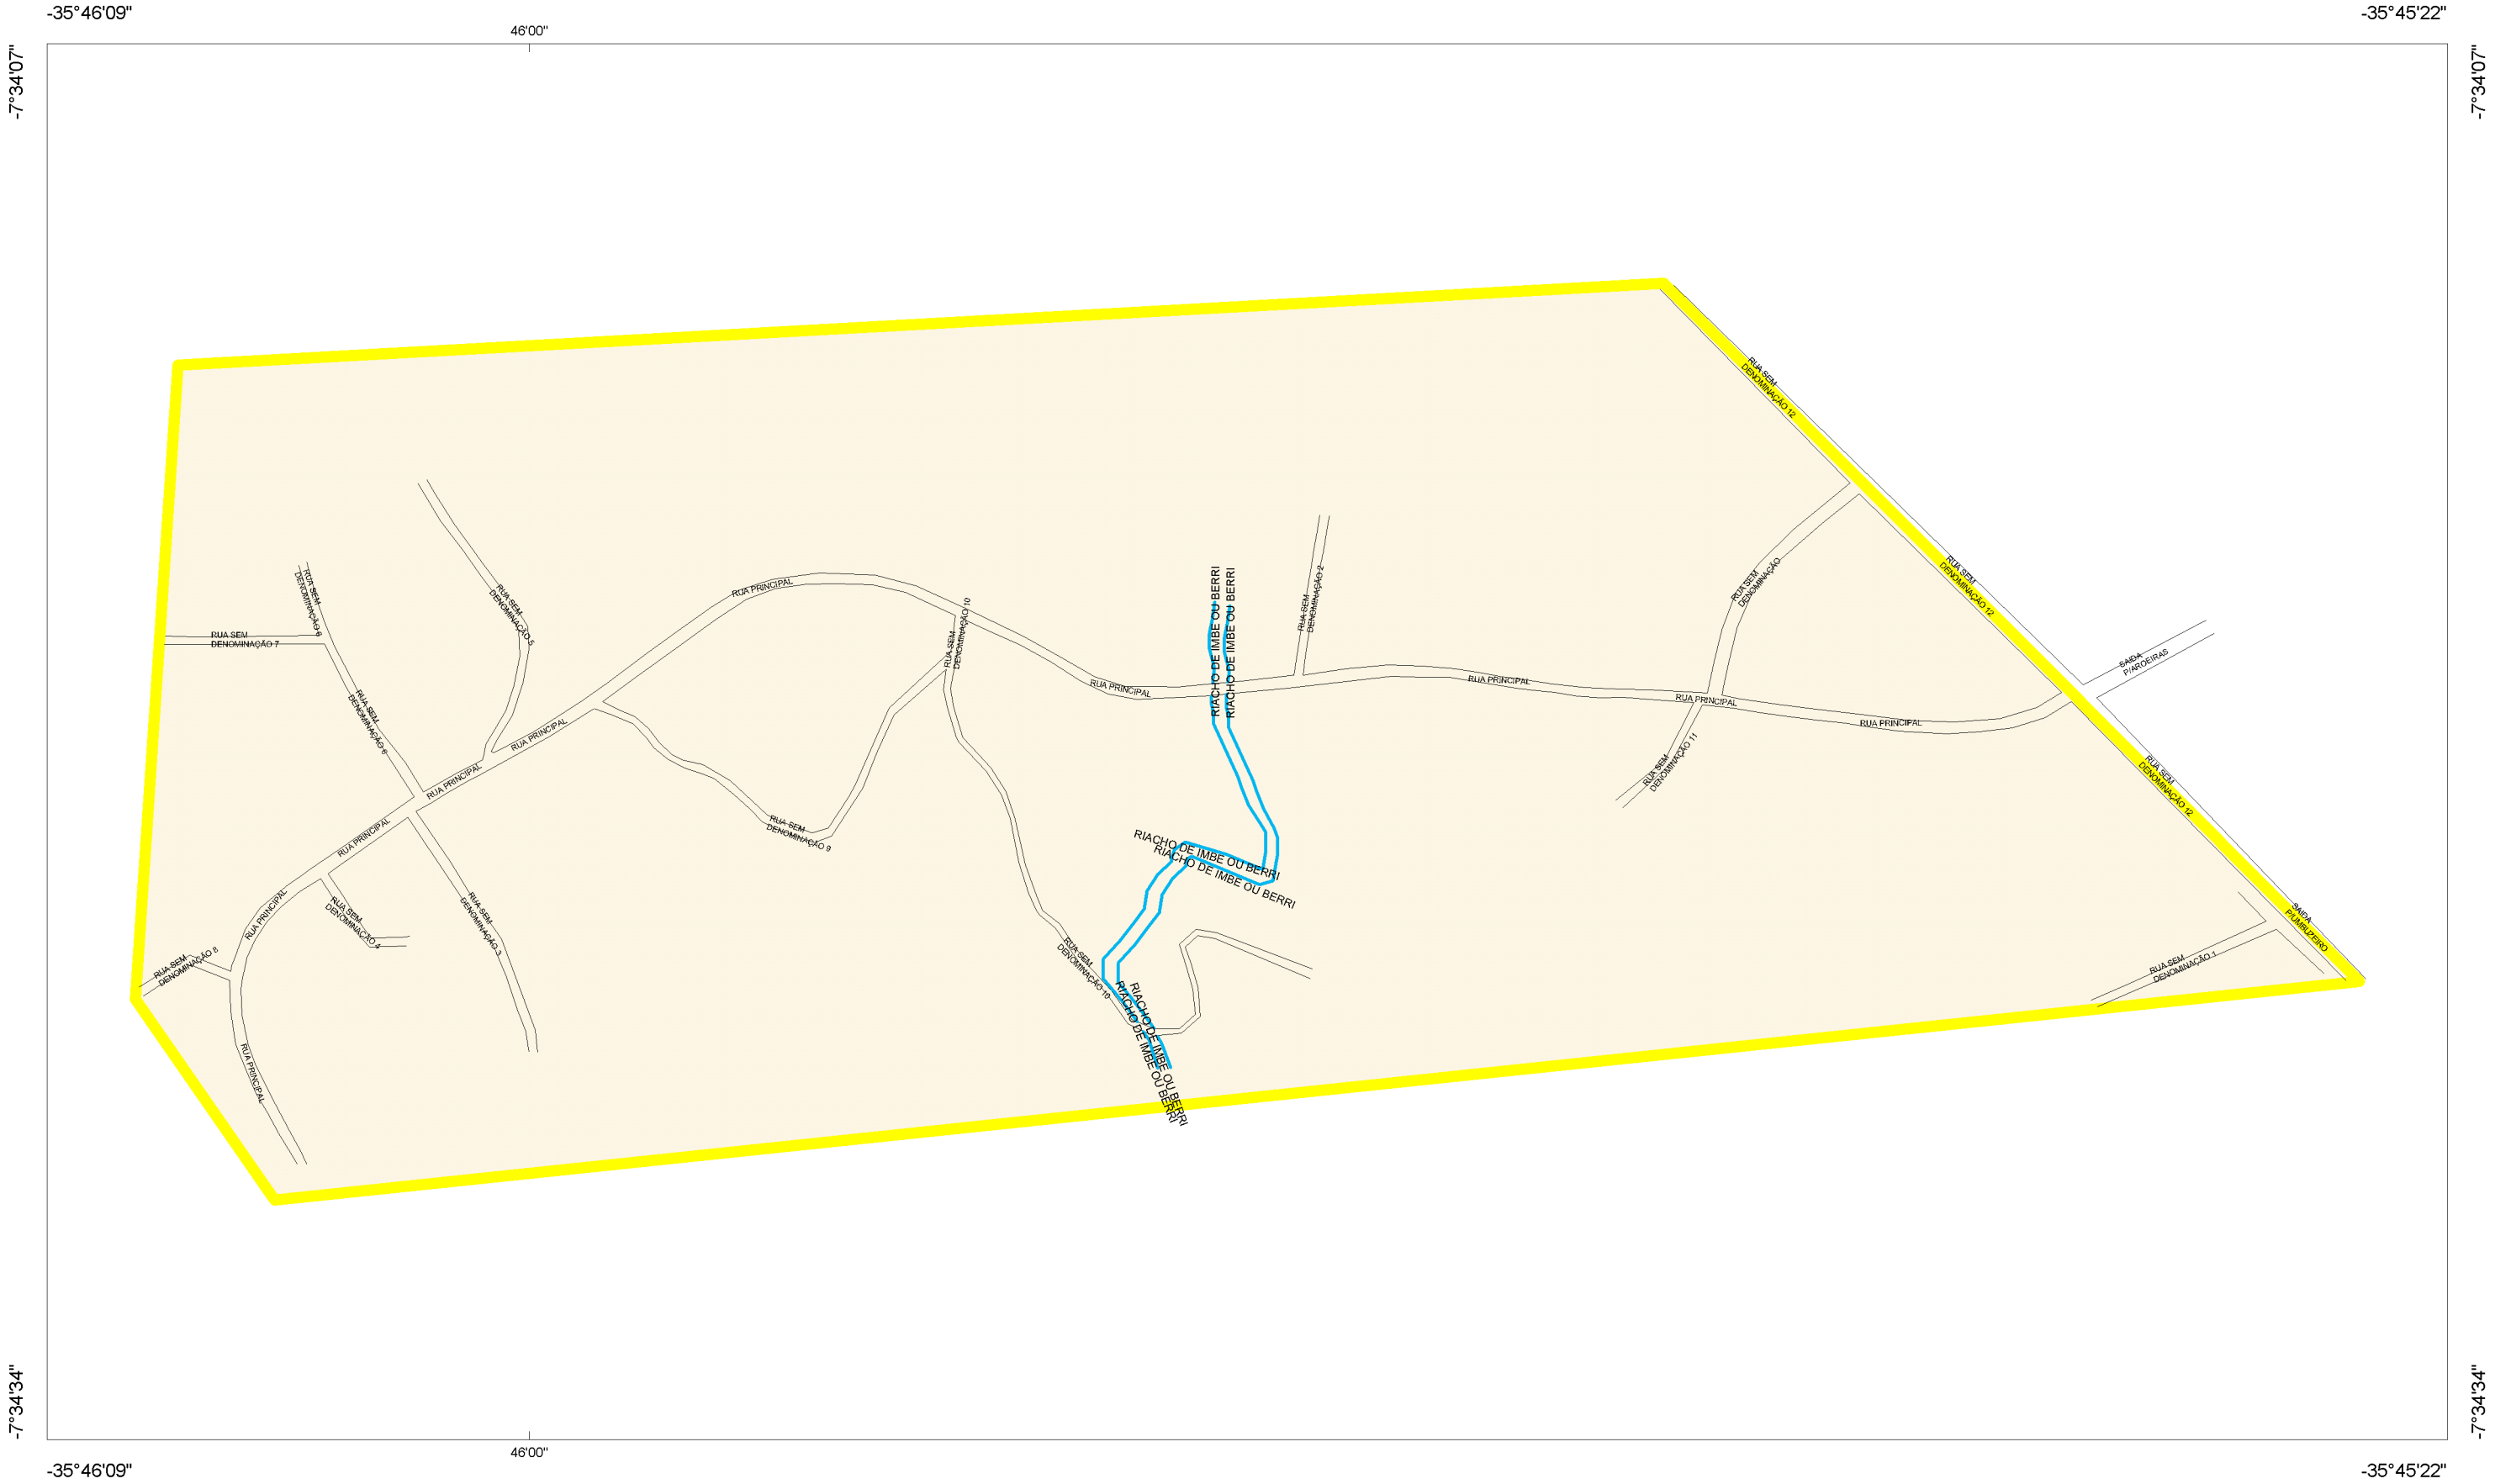 -35°46'09"
-35°45'22"
46'00"
-7°34'07"
-7°34'07"
RUA SEM
DENOMINAÇÃO 12
RUA SEM
DENOMINAÇÃO 5
RUA SEM
DENOMINAÇÃO 6
RUA SEM
DENOMINAÇÃO 7
RUA PRINCIPAL
RUA SEM
DENOMINAÇÃO 10
RIACHO DE IMBE OU BERRI
RIACHO DE IMBE OU BERRI
RUA SEM
DENOMINAÇÃO 2
RUA SEM
DENOMINAÇÃO
RUA SEM
DENOMINAÇÃO 12
SAIDA
P/AROEIRAS
RUA SEM
DENOMINAÇÃO 6
RUA PRINCIPAL
RUA PRINCIPAL
RUA PRINCIPAL
RUA PRINCIPAL
RUA PRINCIPAL
RUA PRINCIPAL
RUA SEM
DENOMINAÇÃO 11
RUA SEM
DENOMINAÇÃO 12
RUA PRINCIPAL
RUA SEM
DENOMINAÇÃO 9
RIACHO DE IMBE OU BERRI
RIACHO DE IMBE OU BERRI
RUA PRINCIPAL
RUA SEM
DENOMINAÇÃO 4
RUA SEM
DENOMINAÇÃO 3
RUA SEM
DENOMINAÇÃO 8
RUA SEM
DENOMINAÇÃO 10
SAIDA
P/UMBUZEIRO
RUA SEM
DENOMINAÇÃO 1
RIACHO DE IMBE OU BERRI
RIACHO DE IMBE OU BERRI
RUA PRINCIPAL
-7°34'34"
-7°34'34"
46'00"
-35°46'09"
-35°45'22"